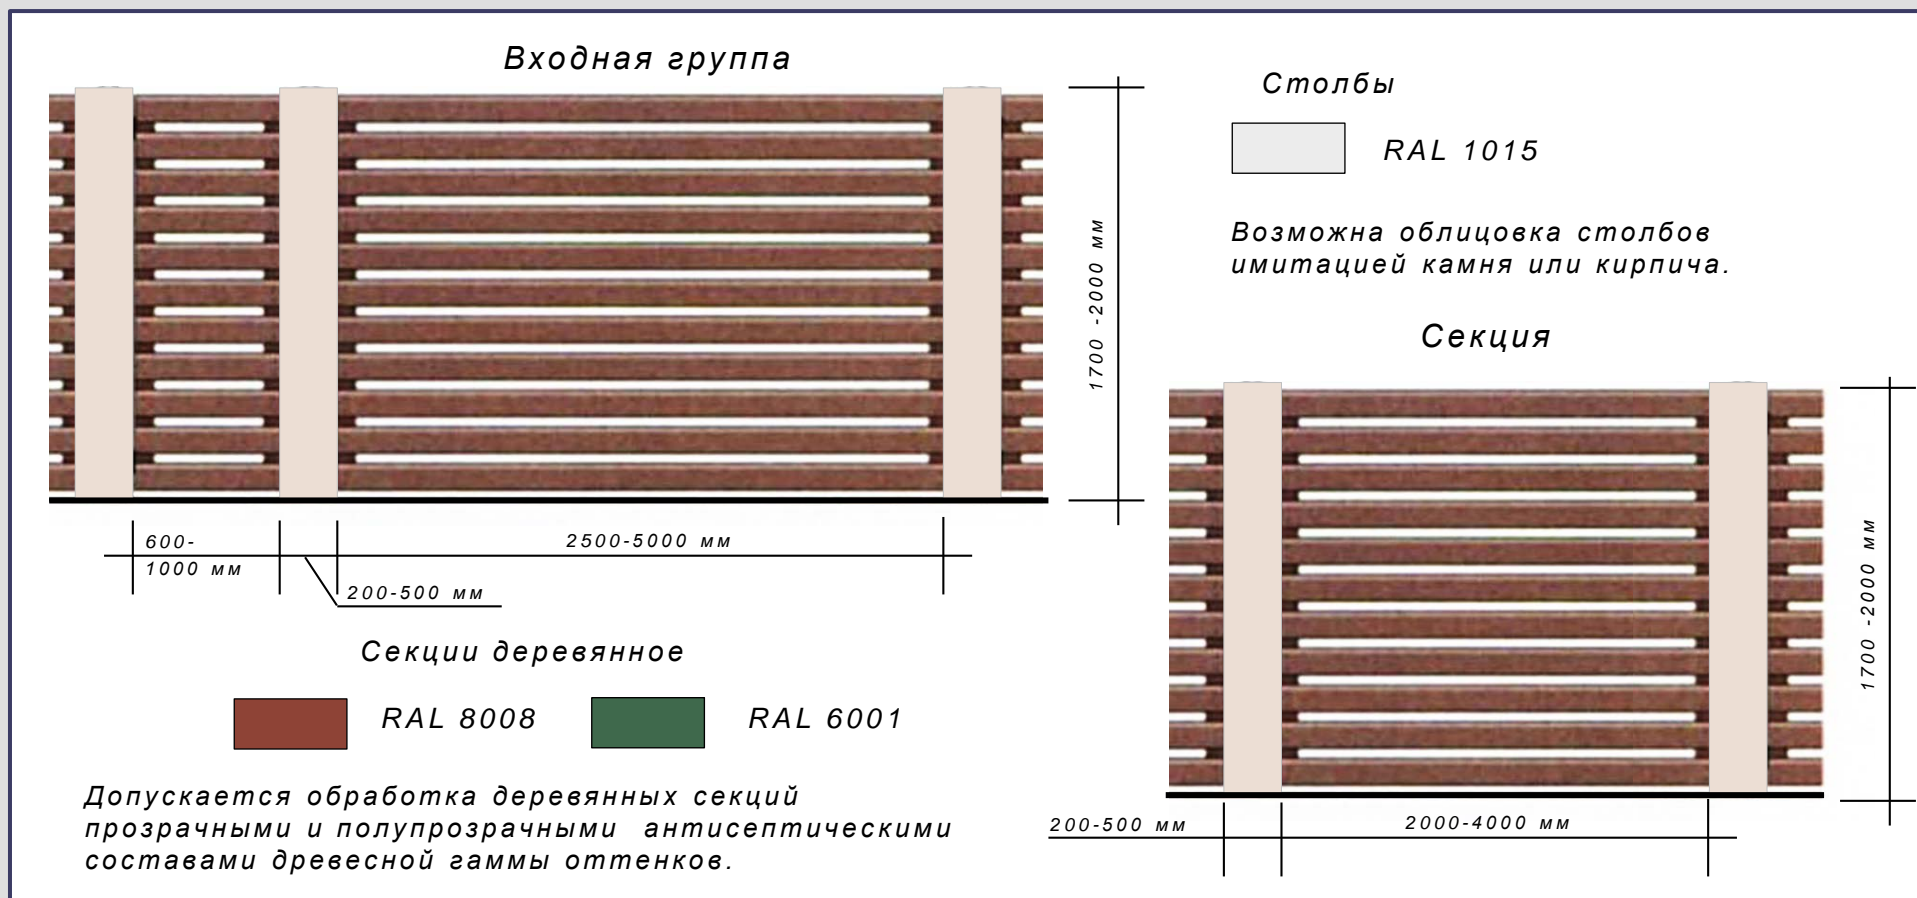 Входная группа
1700 -2000 мм
600-
1000 мм
2500-5000 мм
200-500 мм
Секции деревянное
RAL 8008
RAL 6001
Допускается обработка деревянных секций
прозрачными и полупрозрачными антисептическими
составами древесной гаммы оттенков.
Столбы
RAL 1015
Возможна облицовка столбов
имитацией камня или кирпича.
Секция
1700 -2000 мм
200-500 мм
2000-4000 мм